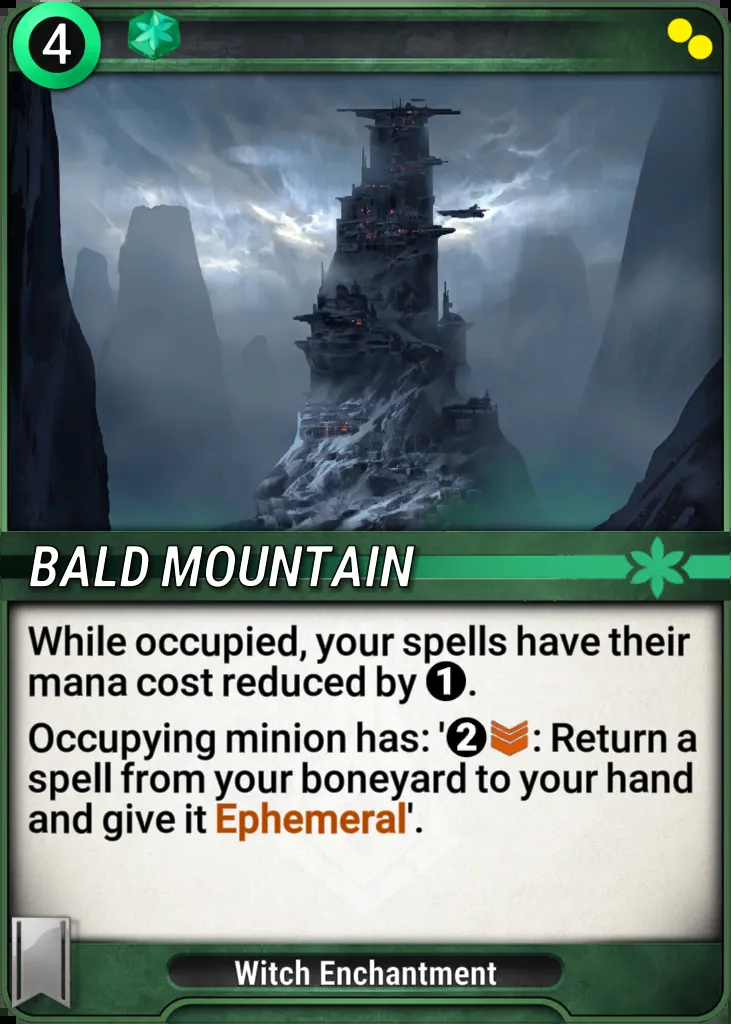 4
BALD MOUNTAIN
While occupied, your spells have their
mana cost reduced by 1.
Occupying minion has: '2 : Return a
spell from your boneyard to your hand
and give it Ephemeral'.
Witch Enchantment